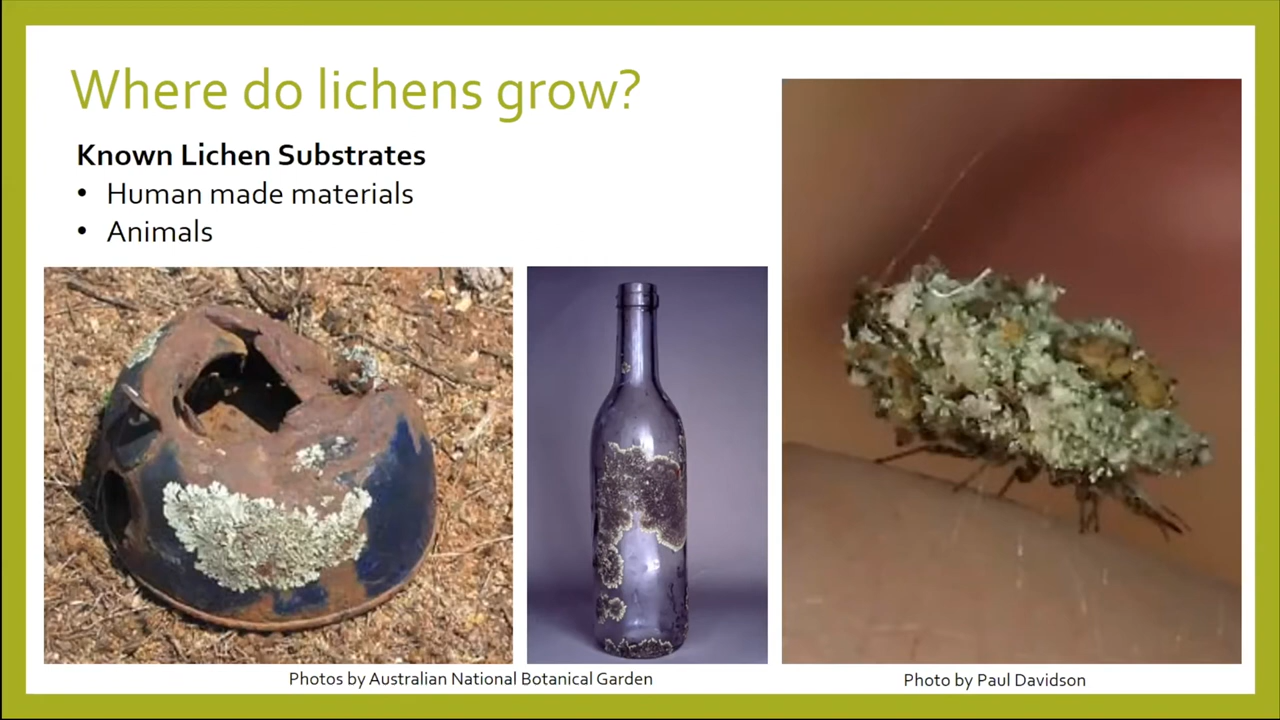 Where do lichens grow?
Known Lichen Substrates
• Human made materials
• Animals
Photos by Australian National Botanical Garden
Photo by Paul Davidson